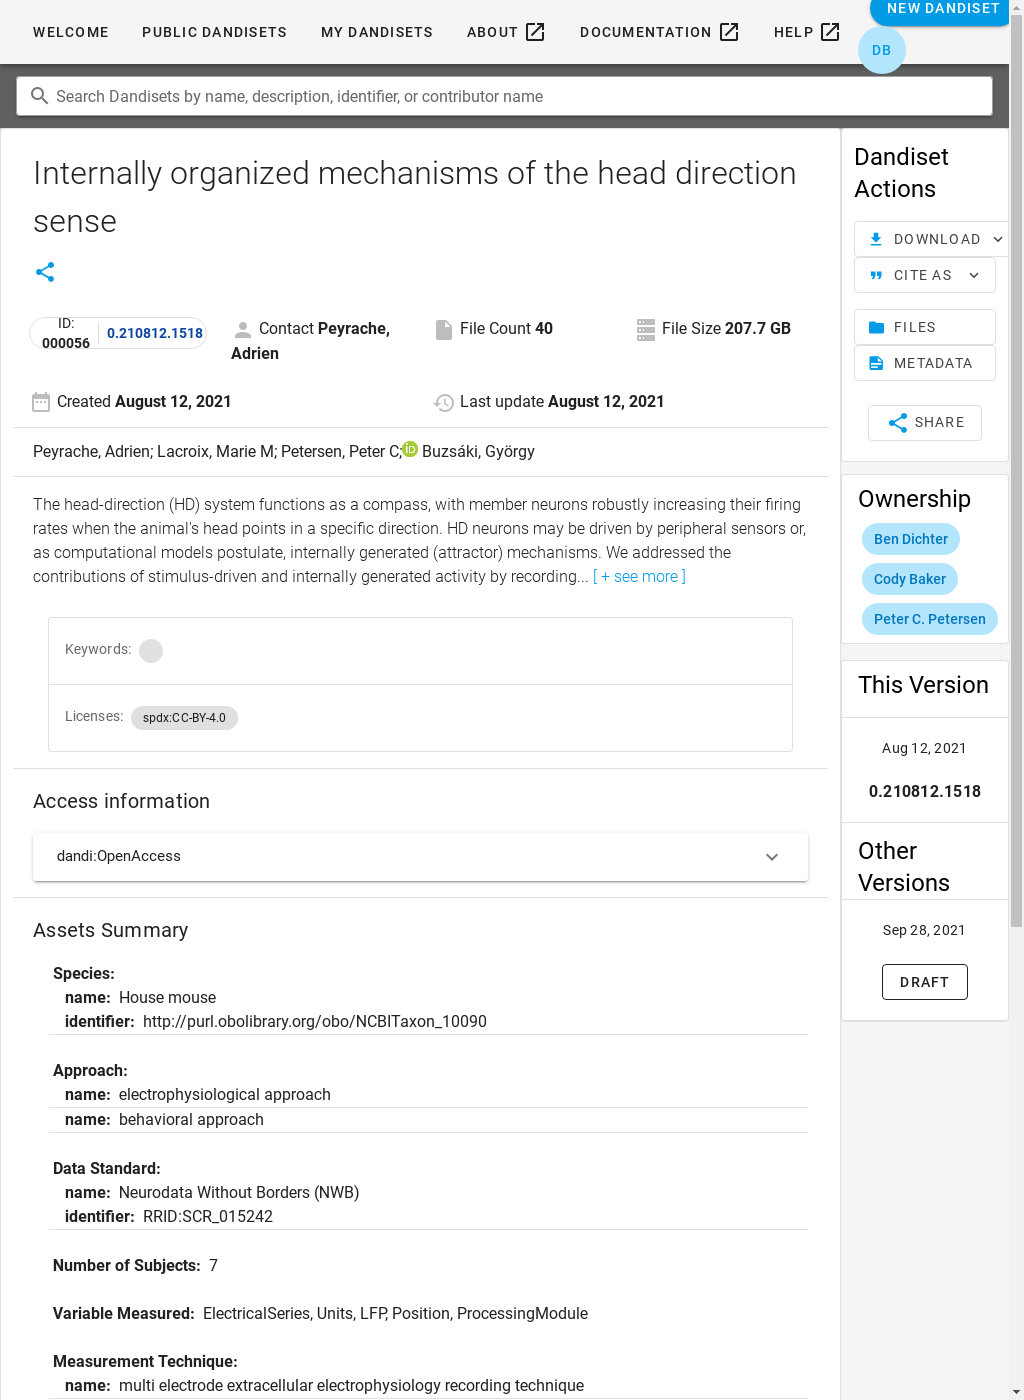 WELCOME
PUBLIC DANDISETS
MY DANDISETS
ABOUT
DOCUMENTATION
HELP
NEW DANDISET
DB
Search Dandisets by name, description, identifier, or contributor name
Internally organized mechanisms of the head direction
sense
ID:
000056
0.210812.1518
Contact Peyrache,
Adrien
File Count 40
File Size 207.7 GB
Created August 12, 2021
Last update August 12, 2021
Peyrache, Adrien; Lacroix, Marie M; Petersen, Peter C; Buzsáki, György
The head-direction (HD) system functions as a compass, with member neurons robustly increasing their firing
rates when the animal's head points in a specific direction. HD neurons may be driven by peripheral sensors or,
as computational models postulate, internally generated (attractor) mechanisms. We addressed the
contributions of stimulus-driven and internally generated activity by recording... [ + see more ]
Keywords:
Licenses: spdx:CC-BY-4.0
Access information
dandi:OpenAccess
Assets Summary
Species:
name: House mouse
identifier: http://purl.obolibrary.org/obo/NCBITaxon_10090
Approach:
name: electrophysiological approach
name: behavioral approach
Data Standard:
name: Neurodata Without Borders (NWB)
identifier: RRID:SCR_015242
Number of Subjects: 7
Variable Measured: ElectricalSeries, Units, LFP, Position, ProcessingModule
Measurement Technique:
name: multi electrode extracellular electrophysiology recording technique
Dandiset
Actions
DOWNLOAD
CITE AS
FILES
METADATA
SHARE
Ownership
Ben Dichter
Cody Baker
Peter C. Petersen
This Version
Aug 12, 2021
0.210812.1518
Other
Versions
Sep 28, 2021
DRAFT